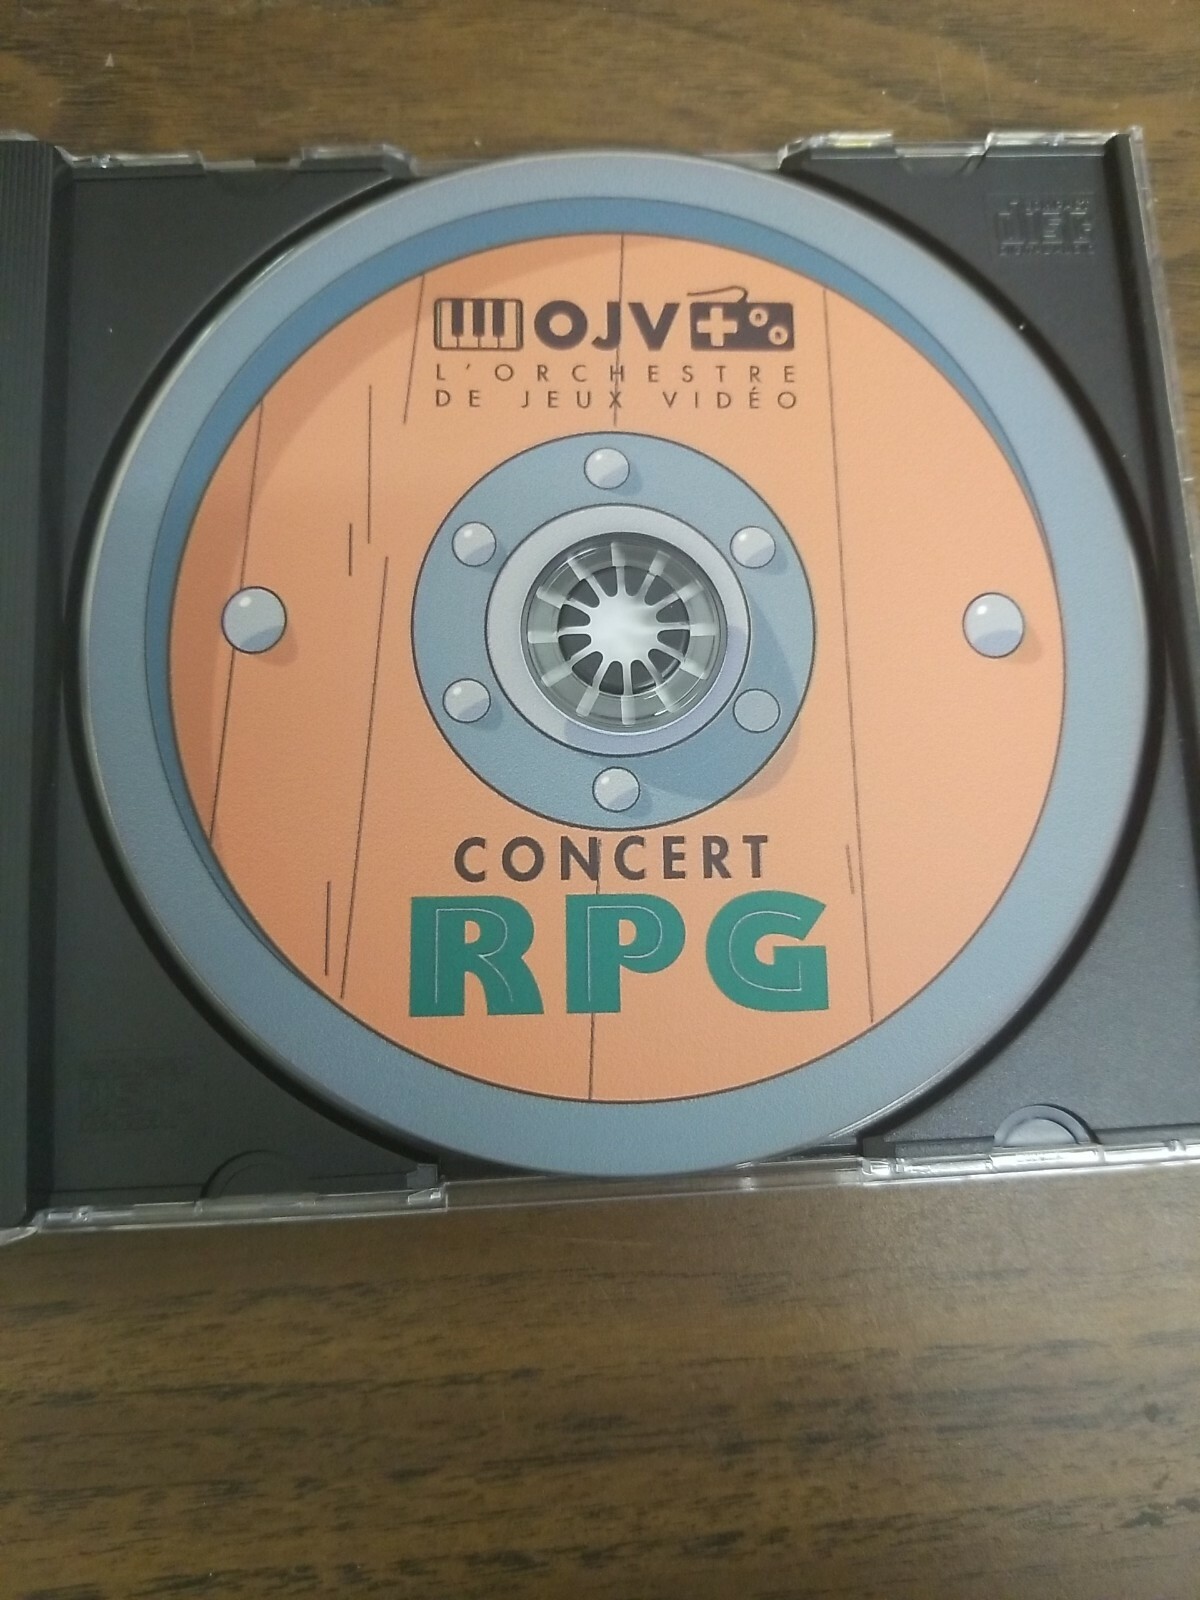 OJV
L'ORCHESTRE
DE JEUX VIDÉO
CONCERT
RPG